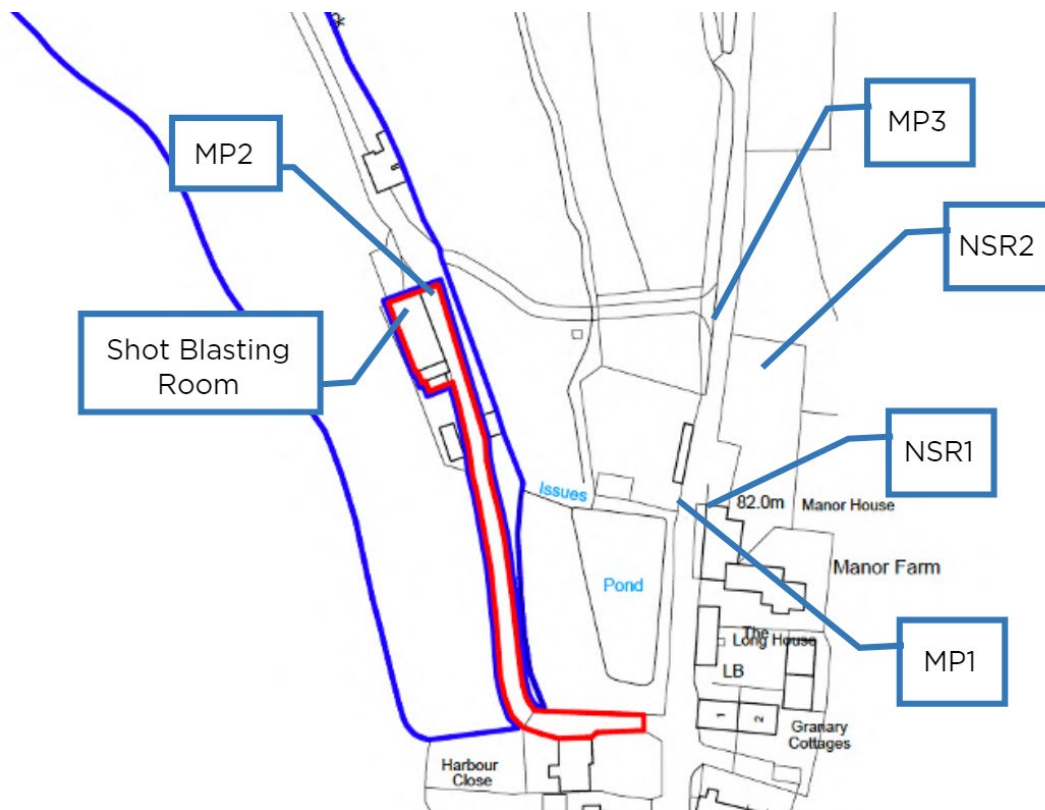 MP3
MP2
NSR2
Shot Blasting
Room
NSR1
Issues
82.0m
Manor House
Pond
Manor Farm
The
Long House
LB
MP1
1
2
Granary
Cottages
Harbour
Close